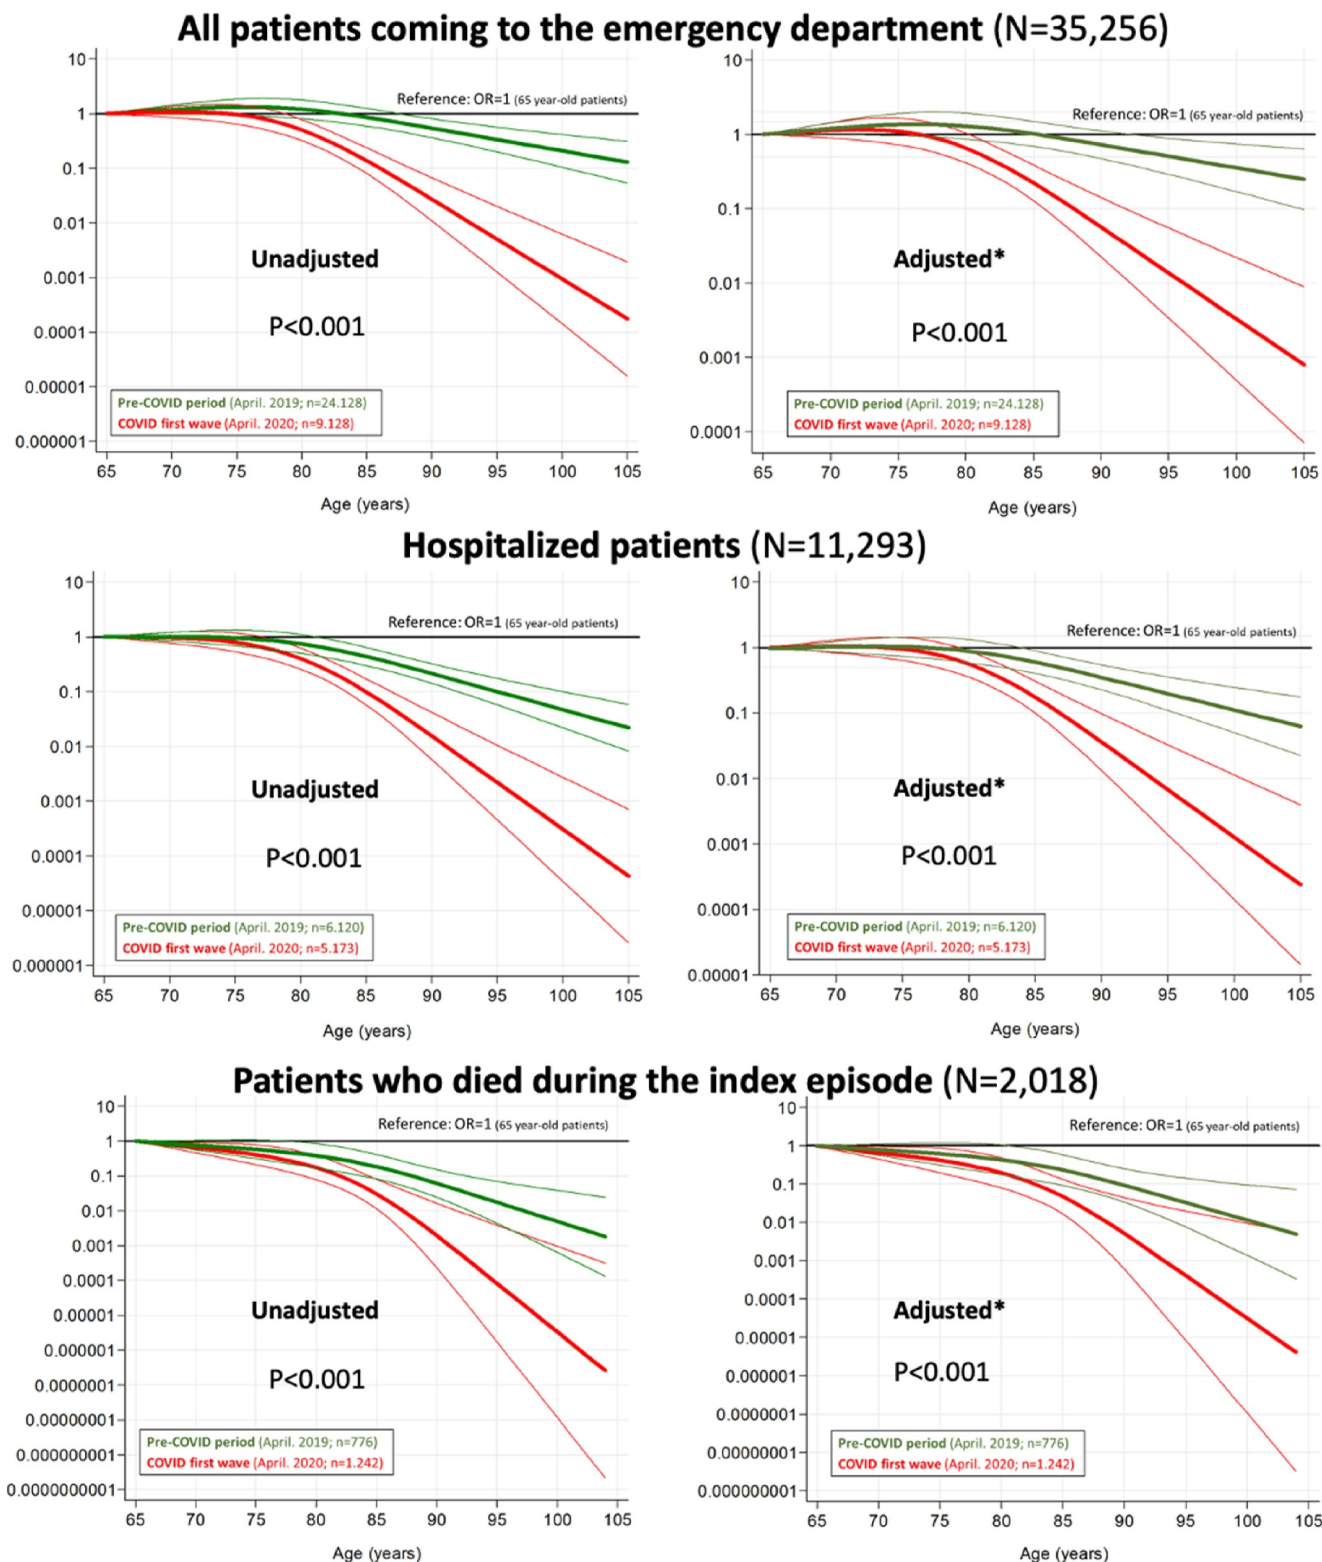 All patients coming to the emergency department (N=35,256)
10
1
0.1
0.01
0.001
0.0001
0.00001
0.000001
Reference: OR=1 (65 year-old patients)
Unadjusted
P<0.001
Pre-COVID period (April. 2019; n=24.128)
COVID first wave (April. 2020; n=9.128)
65 70 75 80 85 90 95 100 105
Age (years)
10
1
0.1
0.01
0.001
0.0001
Reference: OR=1 (65 year-old patients)
Adjusted*
P<0.001
Pre-COVID period (April. 2019; n=24.128)
COVID first wave (April. 2020; n=9.128)
65 70 75 80 85 90 95 100 105
Age (years)
Hospitalized patients (N=11,293)
10
1
0.1
0.01
0.001
0.0001
0.00001
0.000001
Reference: OR=1 (65 year-old patients)
Unadjusted
P<0.001
Pre-COVID period (April. 2019; n=6.120)
COVID first wave (April. 2020; n=5.173)
65 70 75 80 85 90 95 100 105
Age (years)
10
1
0.1
0.01
0.001
0.0001
0.00001
Reference: OR=1 (65 year-old patients)
Adjusted*
P<0.001
Pre-COVID period (April. 2019; n=6.120)
COVID first wave (April. 2020; n=5.173)
65 70 75 80 85 90 95 100 105
Age (years)
Patients who died during the index episode (N=2,018)
10
1
0.1
0.01
0.001
0.0001
0.00001
0.000001
0.0000001
0.00000001
0.000000001
0.0000000001
Reference: OR=1 (65 year-old patients)
Unadjusted
P<0.001
Pre-COVID period (April. 2019; n=776)
COVID first wave (April. 2020; n=1.242)
65 70 75 80 85 90 95 100 105
Age (years)
10
1
0.1
0.01
0.001
0.0001
0.00001
0.000001
0.0000001
0.00000001
0.000000001
Reference: OR=1 (65 year-old patients)
Adjusted*
P<0.001
Pre-COVID period (April. 2019; n=776)
COVID first wave (April. 2020; n=1.242)
65 70 75 80 85 90 95 100 105
Age (years)